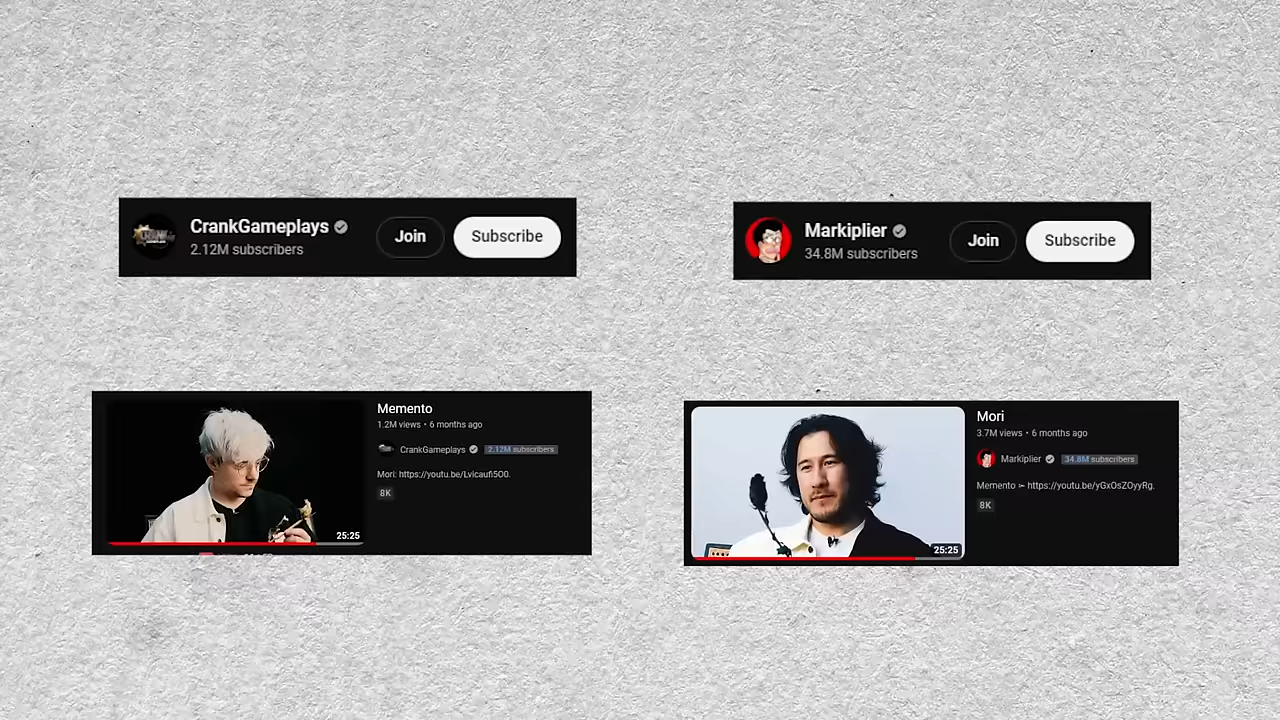 CrankGameplays
2.12M subscribers
Join
Subscribe
Markiplier
34.8M subscribers
Join
Subscribe
Memento
1.2M views • 6 months ago
CrankGameplays 2.12M subscribers
Mori: https://youtu.be/Lvicaufi5O0.
8K
25:25
Mori
3.7M views • 6 months ago
Markiplier 34.8M subscribers
Memento ✂ https://youtu.be/yGxOsZOyyRg.
8K
25:25